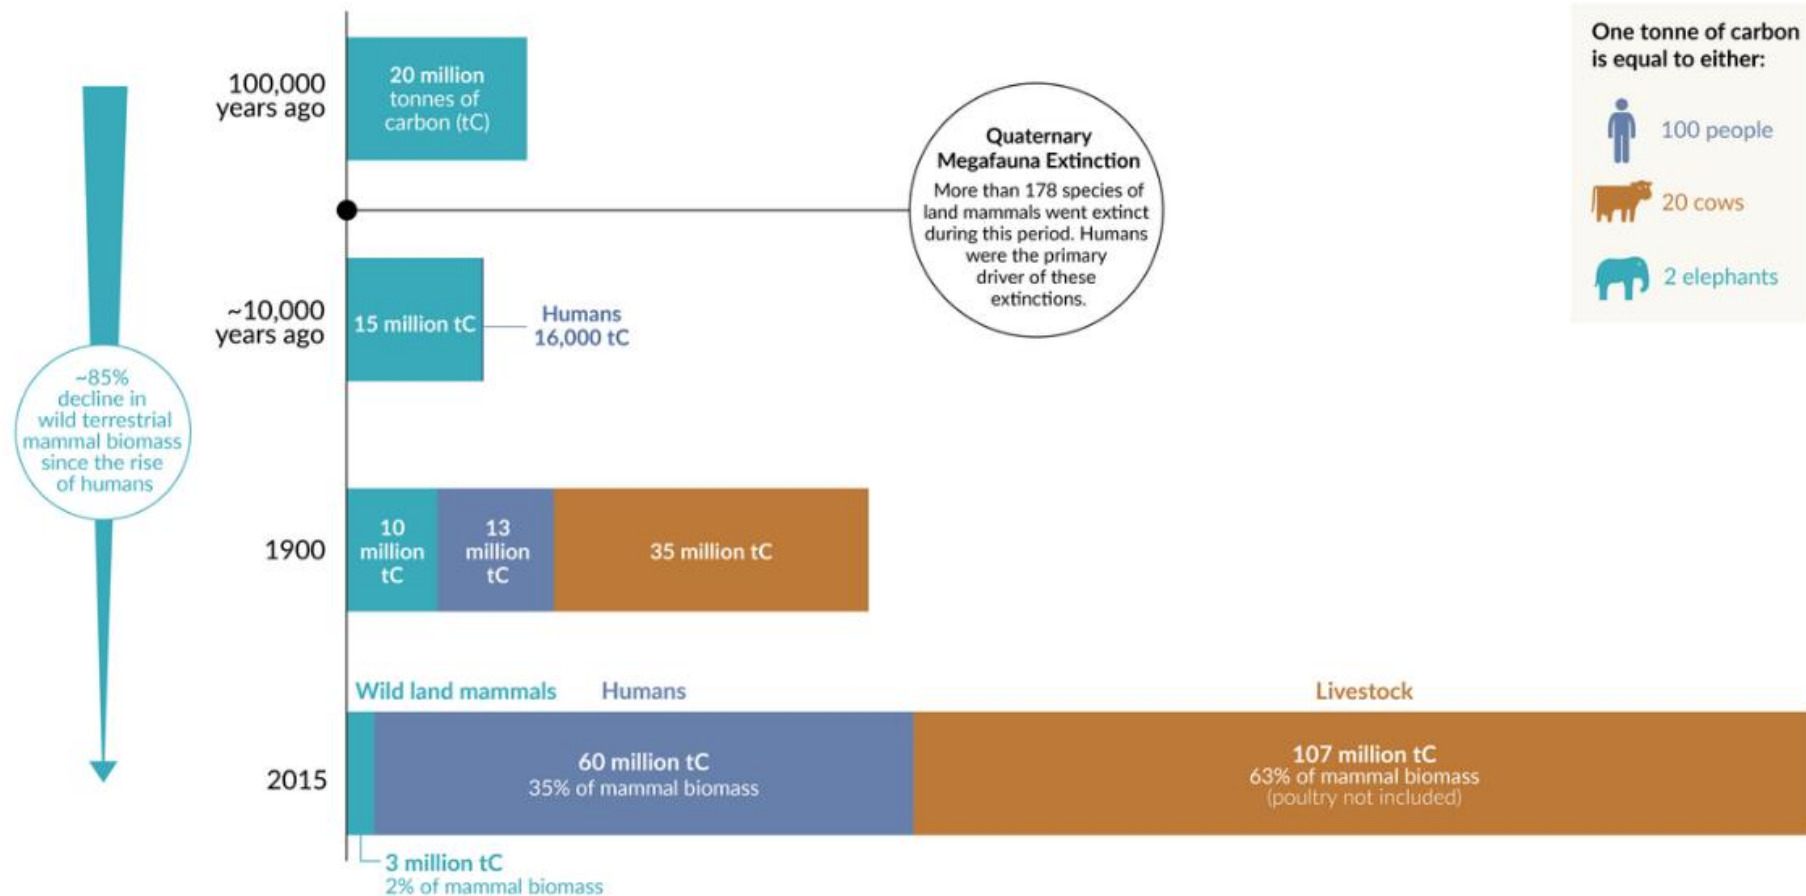 100,000
years ago
20 million
tonnes of
carbon (tC)
One tonne of carbon
is equal to either:
100 people
20 cows
2 elephants
Quaternary
Megafauna Extinction
More than 178 species of
land mammals went extinct
during this period. Humans
were the primary
driver of these
extinctions.
~10,000
years ago
15 million tC
Humans
16,000 tC
~85%
decline in
wild terrestrial
mammal biomass
since the rise
of humans
1900
10
million
tC
13
million
tC
35 million tC
Wild land mammals
Humans
Livestock
2015
60 million tC
35% of mammal biomass
107 million tC
63% of mammal biomass
(poultry not included)
3 million tC
2% of mammal biomass